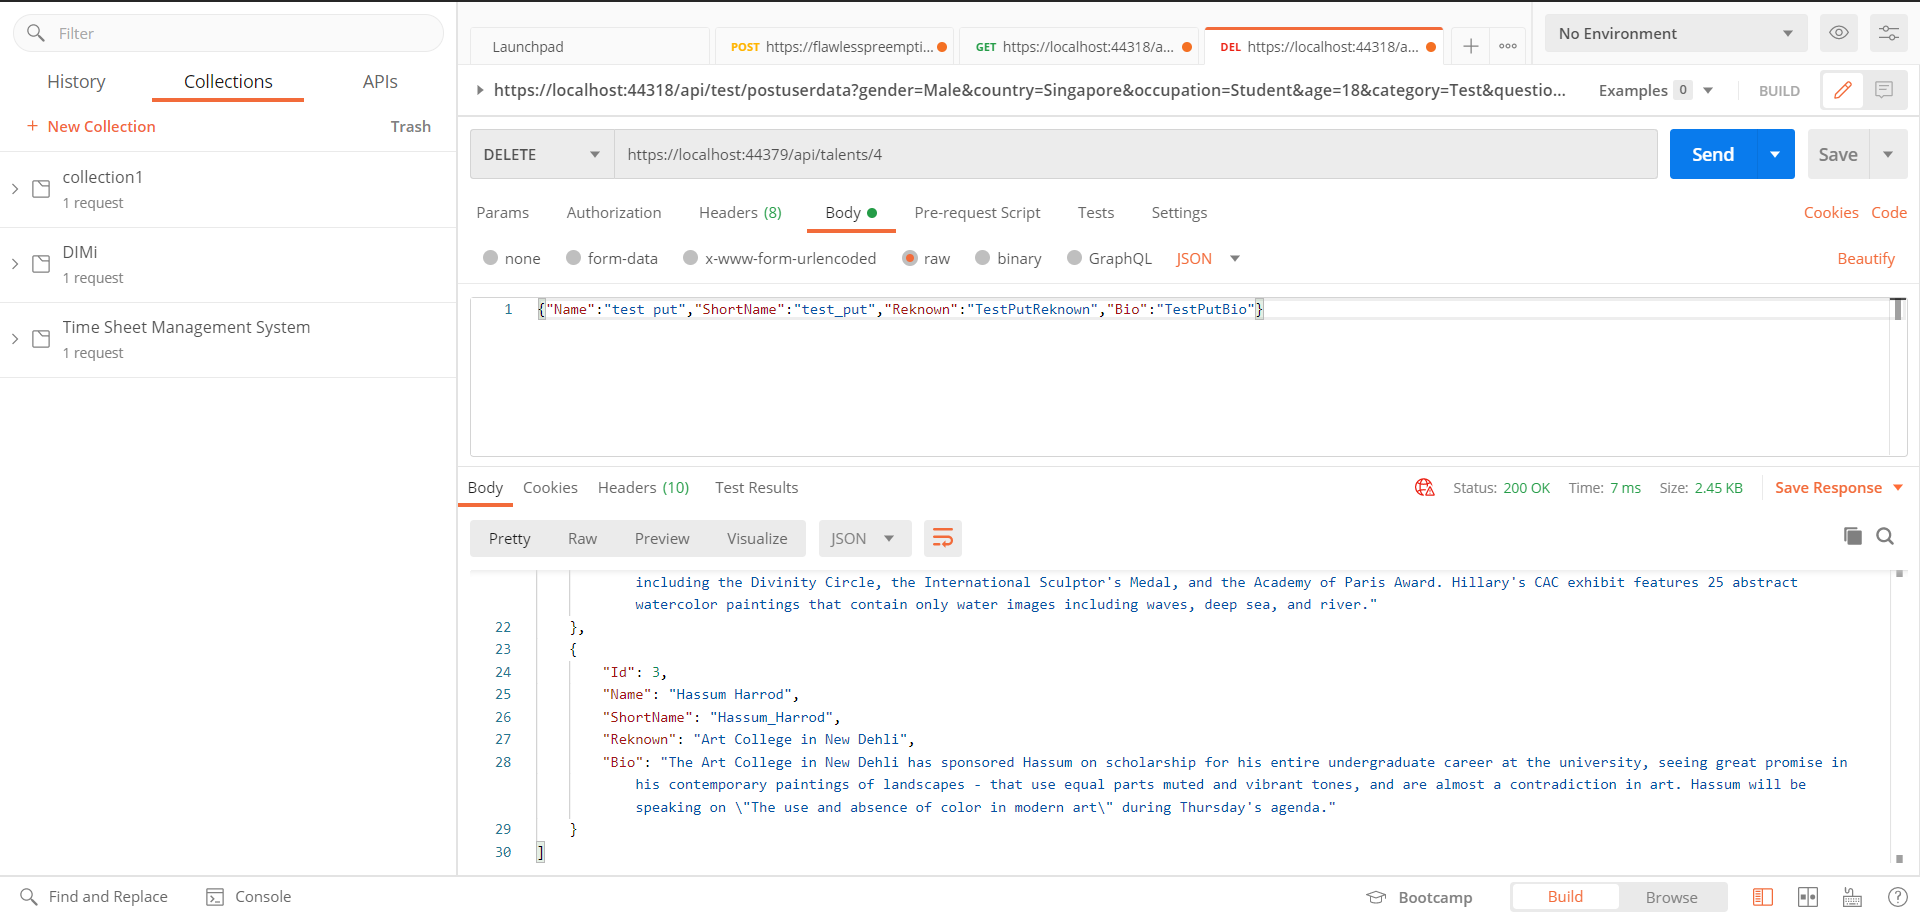 Filter
History
Collections
APIs
+ New Collection
Trash
collection1
1 request
DIMi
1 request
Time Sheet Management System
1 request
Launchpad
POST https://flawlesspreempti...
GET https://localhost:44318/a...
DEL https://localhost:44318/a...
No Environment
https://localhost:44318/api/test/postuserdata?gender=Male&country=Singapore&occupation=Student&age=18&category=Test&questio...
Examples 0
BUILD
DELETE
https://localhost:44379/api/talents/4
Send
Save
Params
Authorization
Headers (8)
Body
Pre-request Script
Tests
Settings
Cookies
Code
none
form-data
x-www-form-urlencoded
raw
binary
GraphQL
JSON
Beautify
1 {"Name":"test put","ShortName":"test_put","Reknown":"TestPutReknown","Bio":"TestPutBio"}
Body
Cookies
Headers (10)
Test Results
Status: 200 OK
Time: 7 ms
Size: 2.45 KB
Save Response
Pretty
Raw
Preview
Visualize
JSON
including the Divinity Circle, the International Sculptor's Medal, and the Academy of Paris Award. Hillary's CAC exhibit features 25 abstract
watercolor paintings that contain only water images including waves, deep sea, and river."
22 },
23 {
24 "Id": 3,
25 "Name": "Hassum Harrod",
26 "ShortName": "Hassum_Harrod",
27 "Reknown": "Art College in New Dehli",
28 "Bio": "The Art College in New Dehli has sponsored Hassum on scholarship for his entire undergraduate career at the university, seeing great promise in
his contemporary paintings of landscapes - that use equal parts muted and vibrant tones, and are almost a contradiction in art. Hassum will be
speaking on \"The use and absence of color in modern art\" during Thursday's agenda."
29 }
30 ]
Find and Replace
Console
Bootcamp
Build
Browse